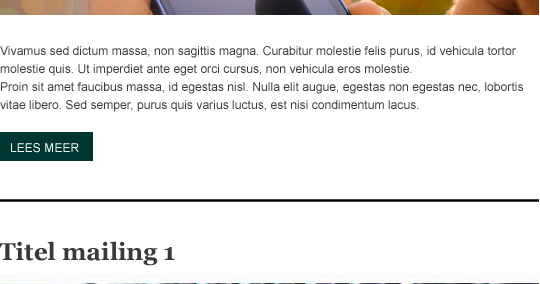 Vivamus sed dictum massa, non sagittis magna. Curabitur molestie felis purus, id vehicula tortor
molestie quis. Ut imperdiet ante eget orci cursus, non vehicula eros molestie.
Proin sit amet faucibus massa, id egestas nisl. Nulla elit augue, egestas non egestas nec, lobortis
vitae libero. Sed semper, purus quis varius luctus, est nisi condimentum lacus.
LEES MEER
Titel mailing 1